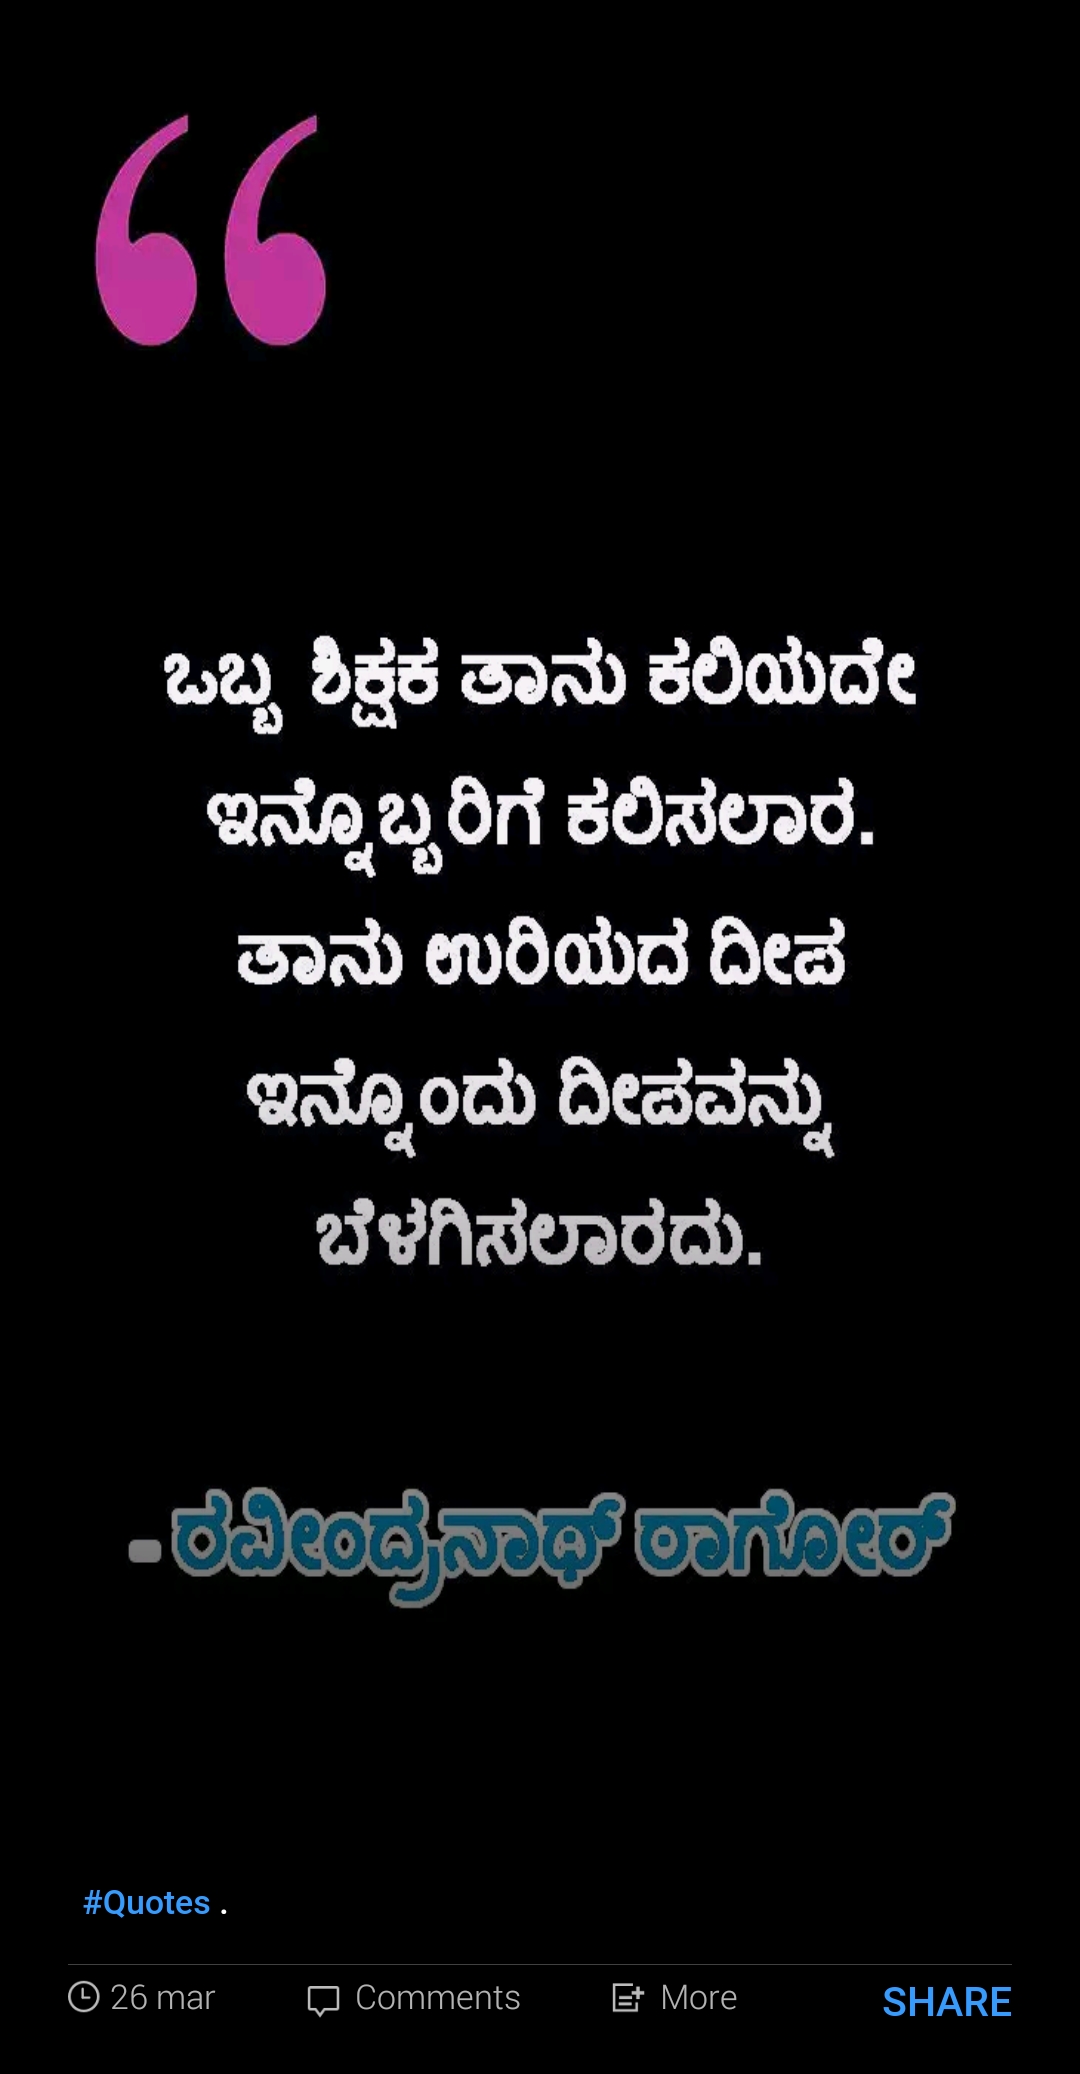 “
ಒಬ್ಬ ಶಿಕ್ಷಕ ತಾನು ಕಲಿಯದೇ
ಇನ್ನೊಬ್ಬರಿಗೆ ಕಲಿಸಲಾರ.
ತಾನು ಉರಿಯದ ದೀಪ
ಇನ್ನೊಂದು ದೀಪವನ್ನು
ಬೆಳಗಿಸಲಾರದು.
- ರವೀಂದ್ರನಾಥ್ ಠಾಗೋರ್
#Quotes .
26 mar Comments More SHARE